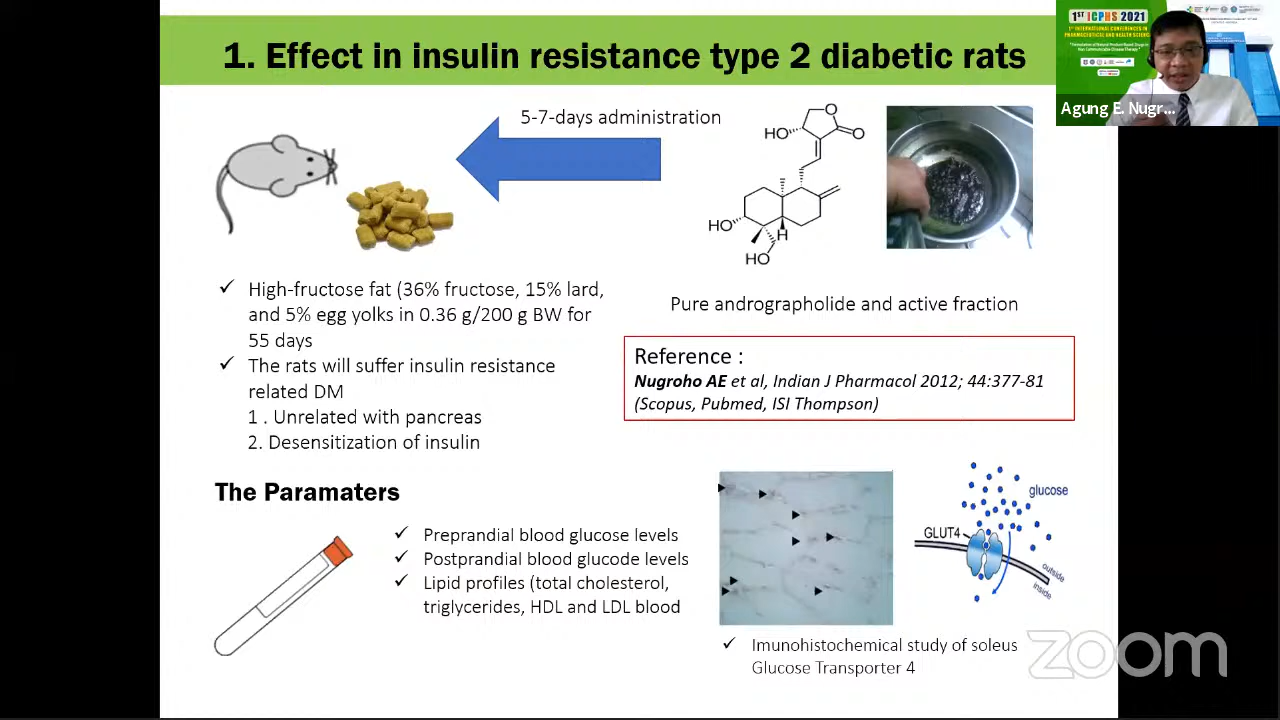 1. Effect in insulin resistance type 2 diabetic rats
1ST ICPHS 2021
Agung E. Nugr...
5-7-days administration
HO
O
O
HO
H
HO
High-fructose fat (36% fructose, 15% lard,
and 5% egg yolks in 0.36 g/200 g BW for
55 days
The rats will suffer insulin resistance
related DM
1 . Unrelated with pancreas
2. Desensitization of insulin
Pure andrographolide and active fraction
Reference :
Nugroho AE et al, Indian J Pharmacol 2012; 44:377-81
(Scopus, Pubmed, ISI Thompson)
The Paramaters
Preprandial blood glucose levels
Postprandial blood glucode levels
Lipid profiles (total cholesterol,
triglycerides, HDL and LDL blood
glucose
GLUT4
outside
inside
Imunohistochemical study of soleus
Glucose Transporter 4
zoom